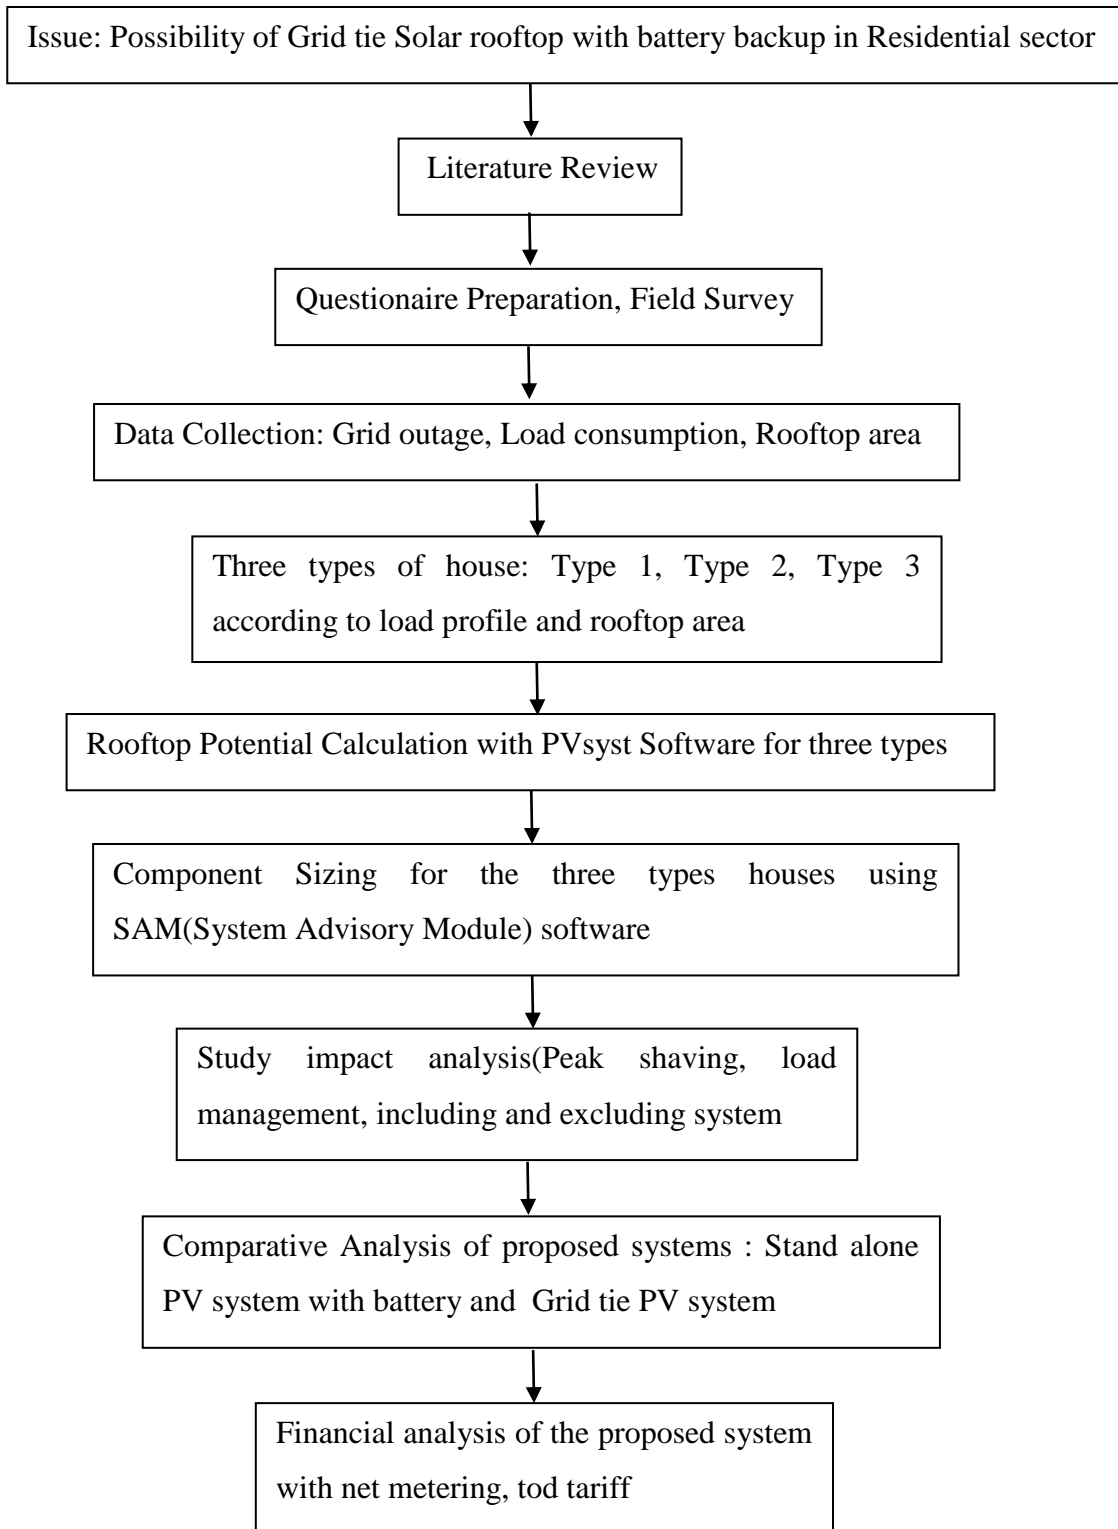 Issue: Possibility of Grid tie Solar rooftop with battery backup in Residential sector
Literature Review
Questionaire Preparation, Field Survey
Data Collection: Grid outage, Load consumption, Rooftop area
Three types of house: Type 1, Type 2, Type 3
according to load profile and rooftop area
Rooftop Potential Calculation with PVsyst Software for three types
Component Sizing for the three types houses using
SAM(System Advisory Module) software
Study impact analysis(Peak shaving, load
management, including and excluding system
Comparative Analysis of proposed systems : Stand alone
PV system with battery and Grid tie PV system
Financial analysis of the proposed system
with net metering, tod tariff